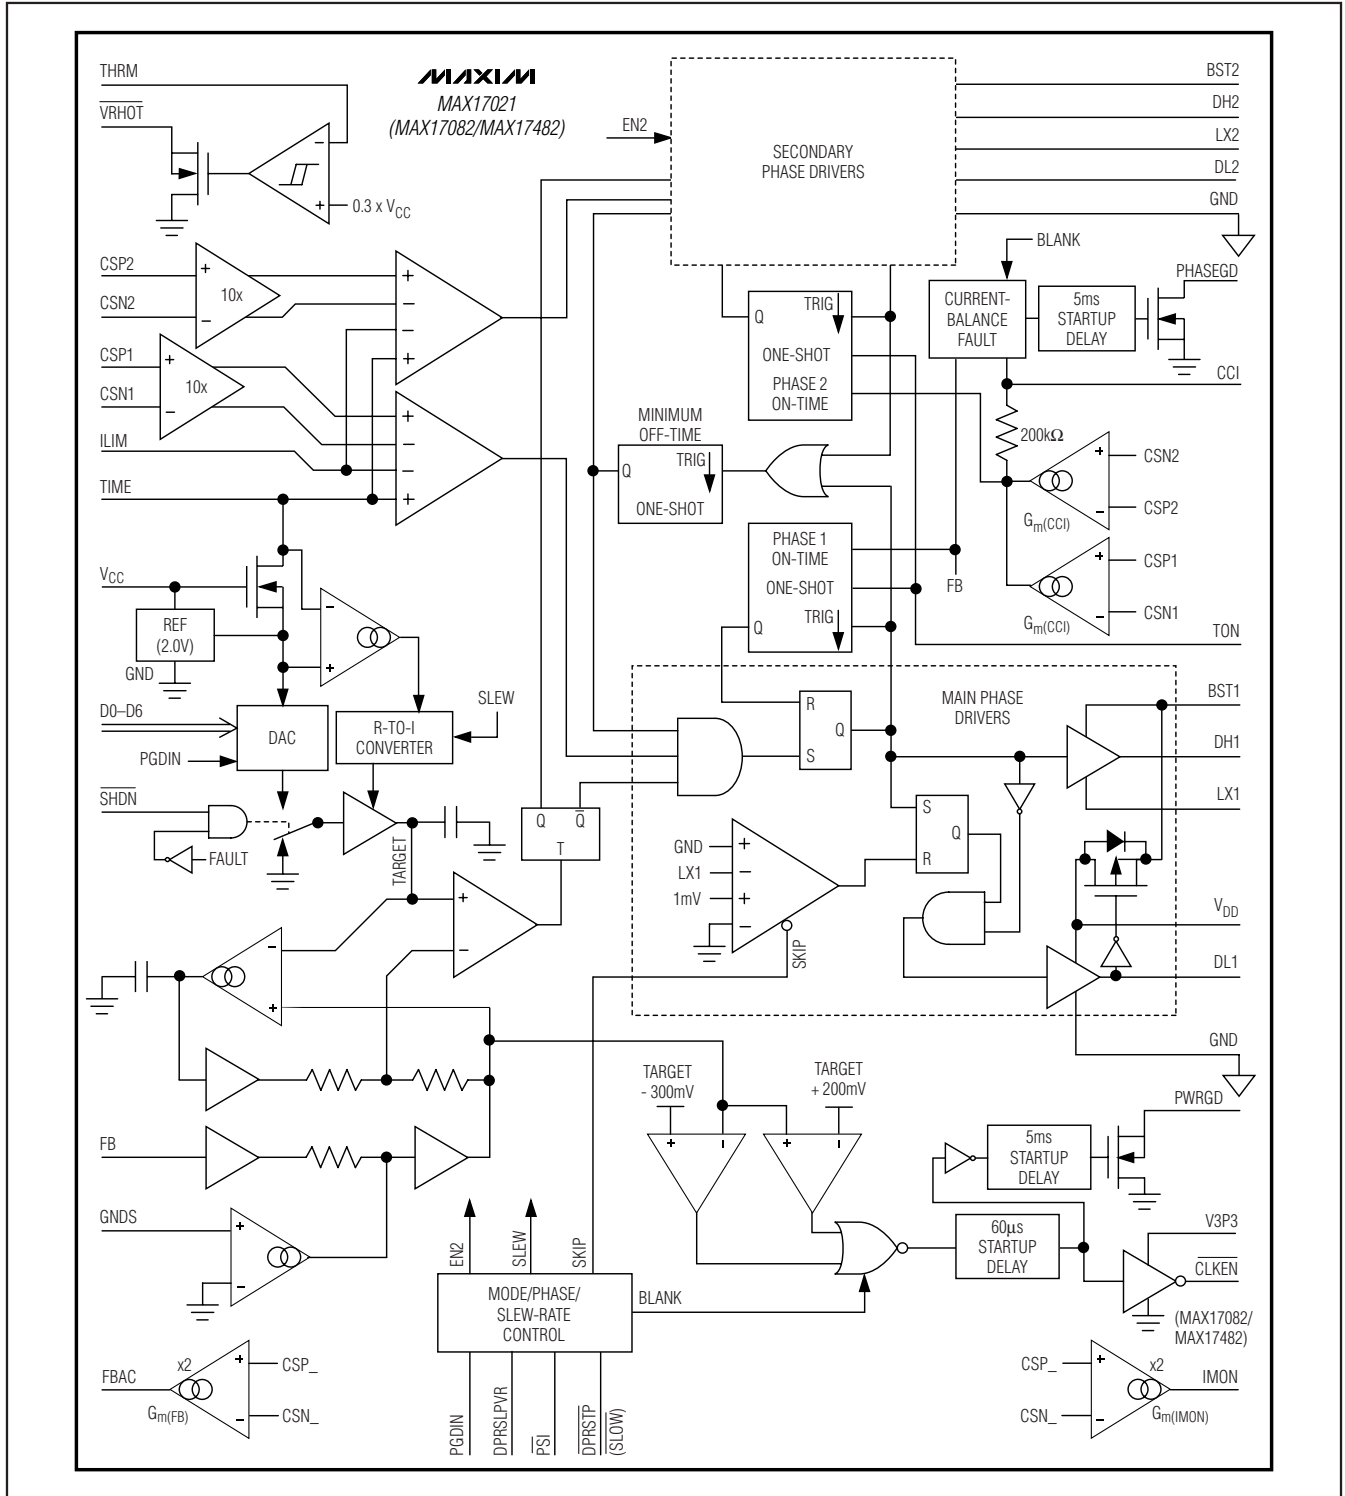 THRM
VRHOT
MAXIM
MAX17021
(MAX17082/MAX17482)
EN2
SECONDARY
PHASE DRIVERS
BST2
DH2
LX2
DL2
GND
0.3 x VCC
CSP2
CSN2
10x
CSP1
CSN1
10x
ILIM
TIME
BLANK
PHASEGD
CURRENT-
BALANCE
FAULT
5ms
STARTUP
DELAY
CCI
Q
TRIG
ONE-SHOT
PHASE 2
ON-TIME
MINIMUM
OFF-TIME
Q
TRIG
ONE-SHOT
200kΩ
CSN2
CSP2
Gm(CCI)
CSP1
CSN1
Gm(CCI)
PHASE 1
ON-TIME
ONE-SHOT
TRIG
Q
FB
TON
VCC
REF
(2.0V)
GND
D0–D6
DAC
PGDIN
R-TO-I
CONVERTER
SLEW
SHDN
FAULT
TARGET
Q
Q
T
MAIN PHASE
DRIVERS
R
Q
S
BST1
DH1
LX1
S
Q
R
GND
LX1
1mV
SKIP
VDD
DL1
GND
TARGET
- 300mV
TARGET
+ 200mV
PWRGD
5ms
STARTUP
DELAY
FB
GNDS
60µs
STARTUP
DELAY
V3P3
CLKEN
(MAX17082/
MAX17482)
EN2
SLEW
SKIP
MODE/PHASE/
SLEW-RATE
CONTROL
BLANK
PGDIN
DPRSLPVR
PSI
DPRSTP
(SLOW)
FBAC
x2
Gm(FB)
CSP_
CSN_
CSP_
CSN_
x2
Gm(IMON)
IMON